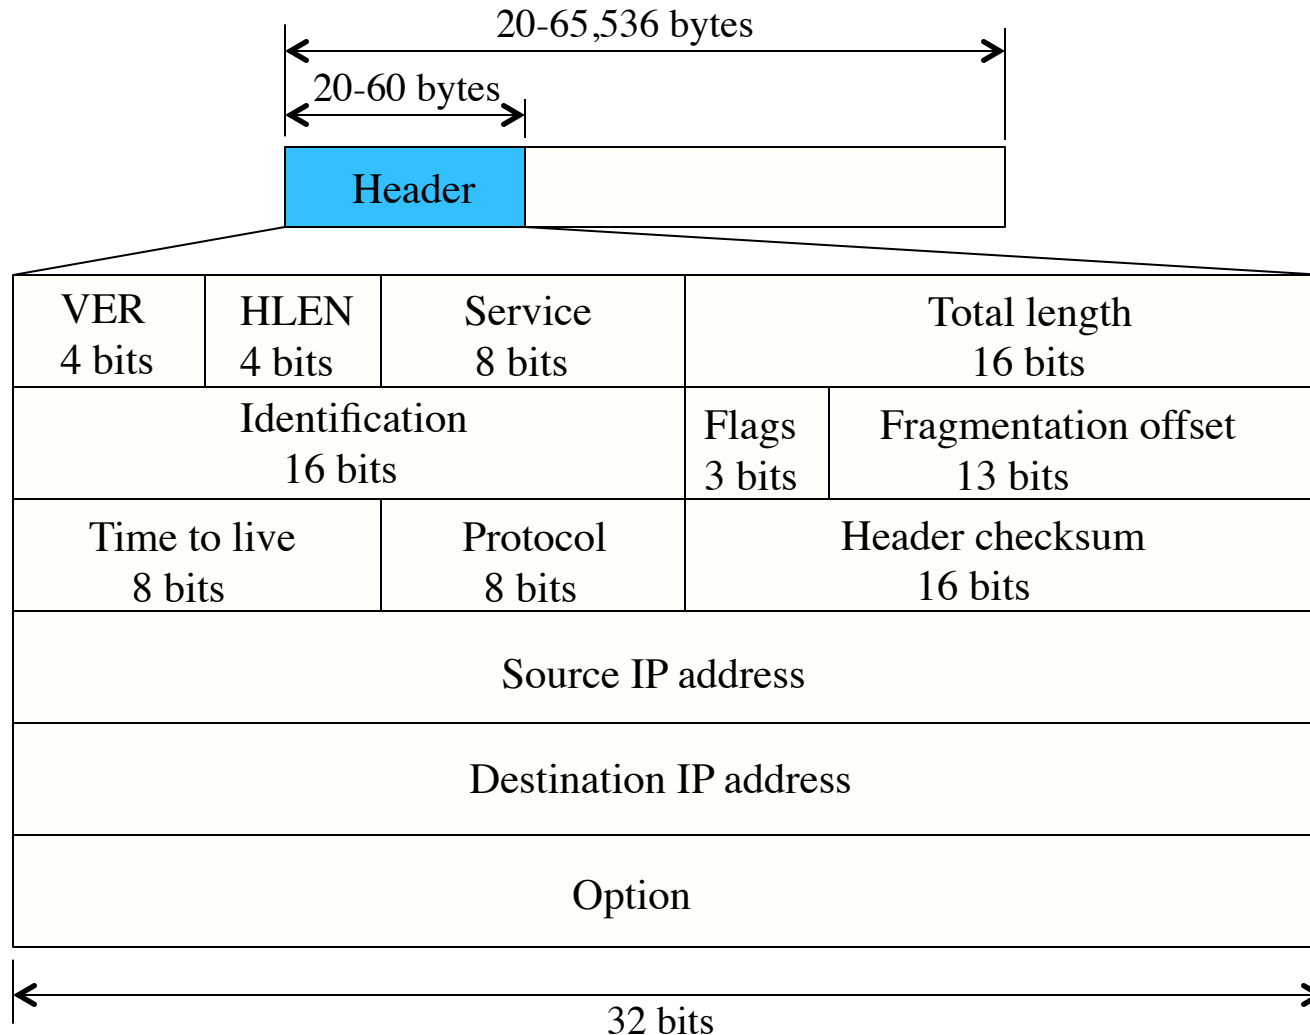 20-65,536 bytes
20-60 bytes
Header
VER
4 bits
HLEN
4 bits
Service
8 bits
Total length
16 bits
Identification
16 bits
Flags
3 bits
Fragmentation offset
13 bits
Time to live
8 bits
Protocol
8 bits
Header checksum
16 bits
Source IP address
Destination IP address
Option
32 bits